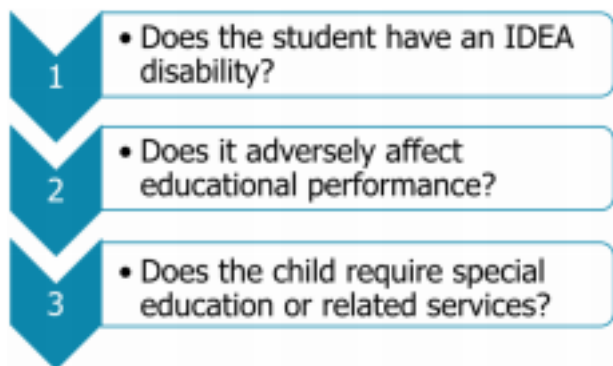 1
• Does the student have an IDEA
disability?
2
• Does it adversely affect
educational performance?
3
• Does the child require special
education or related services?